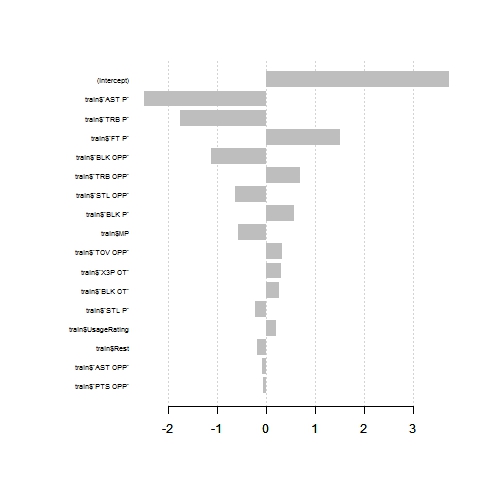 (Intercept)
train$`AST P`
train$`TRB P`
train$`FT P`
train$`BLK OPP`
train$`TRB OPP`
train$`STL OPP`
train$`BLK P`
train$MP
train$`TOV OPP`
train$`X3P OT`
train$`BLK OT`
train$`STL P`
train$UsageRating
train$Rest
train$`AST OPP`
train$`PTS OPP`
-2 -1 0 1 2 3